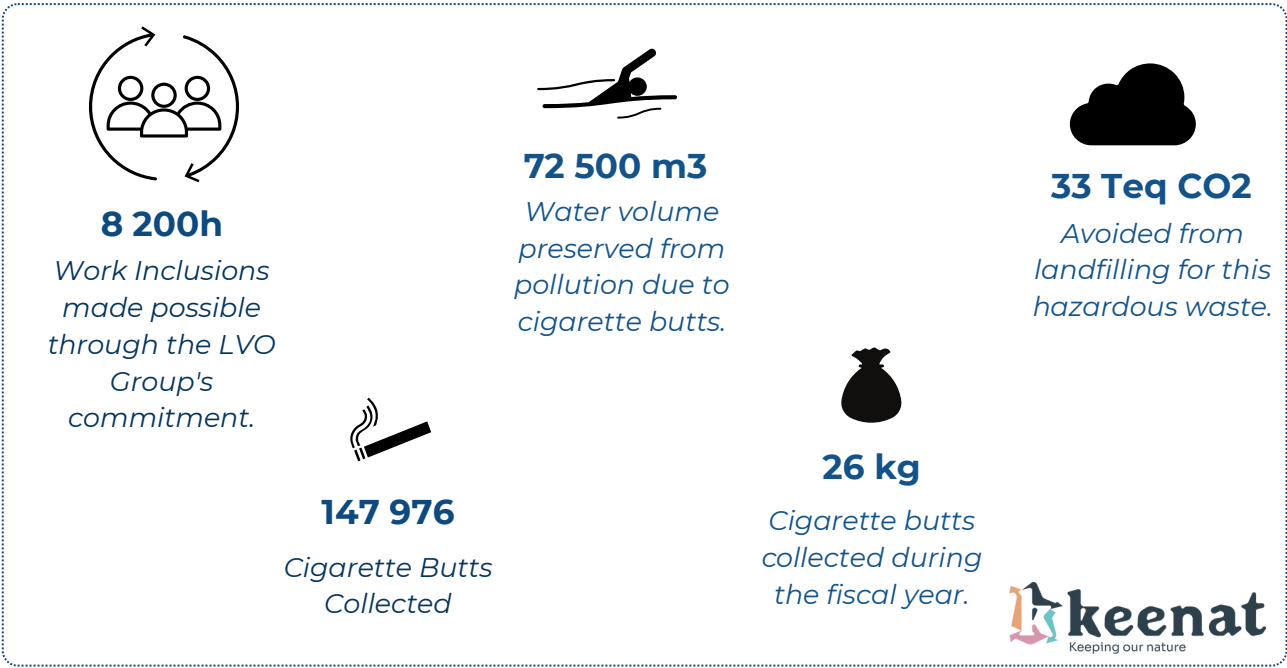 8 200h
Work Inclusions
made possible
through the LVO
Group's
commitment.
147 976
Cigarette Butts
Collected
72 500 m3
Water volume
preserved from
pollution due to
cigarette butts.
26 kg
Cigarette butts
collected during
the fiscal year.
33 Teq CO2
Avoided from
landfilling for this
hazardous waste.
keenat
Keeping our nature